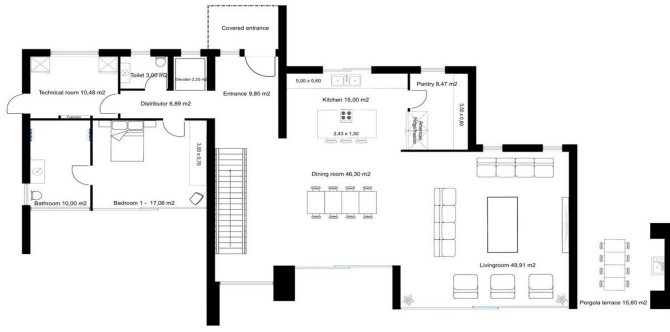 Covered entrance
Toilet 3,00 m2
Elevator 2.25 m2
Technical room 10,48 m2
Entrance 9,85 m2
Distributor 6,89 m2
5,00 x 0,60
Kitchen 15,00 m2
Pantry 8,47 m2
3,50 x 0,60
2,43 x 1,30
American
3,00 x 0,70
Dining room 46,30 m2
Bathroom 10,00 m2
Bedroom 1 - 17,06 m2
Livingroom 49,91 m2
Pergola terrace 15,60 m2